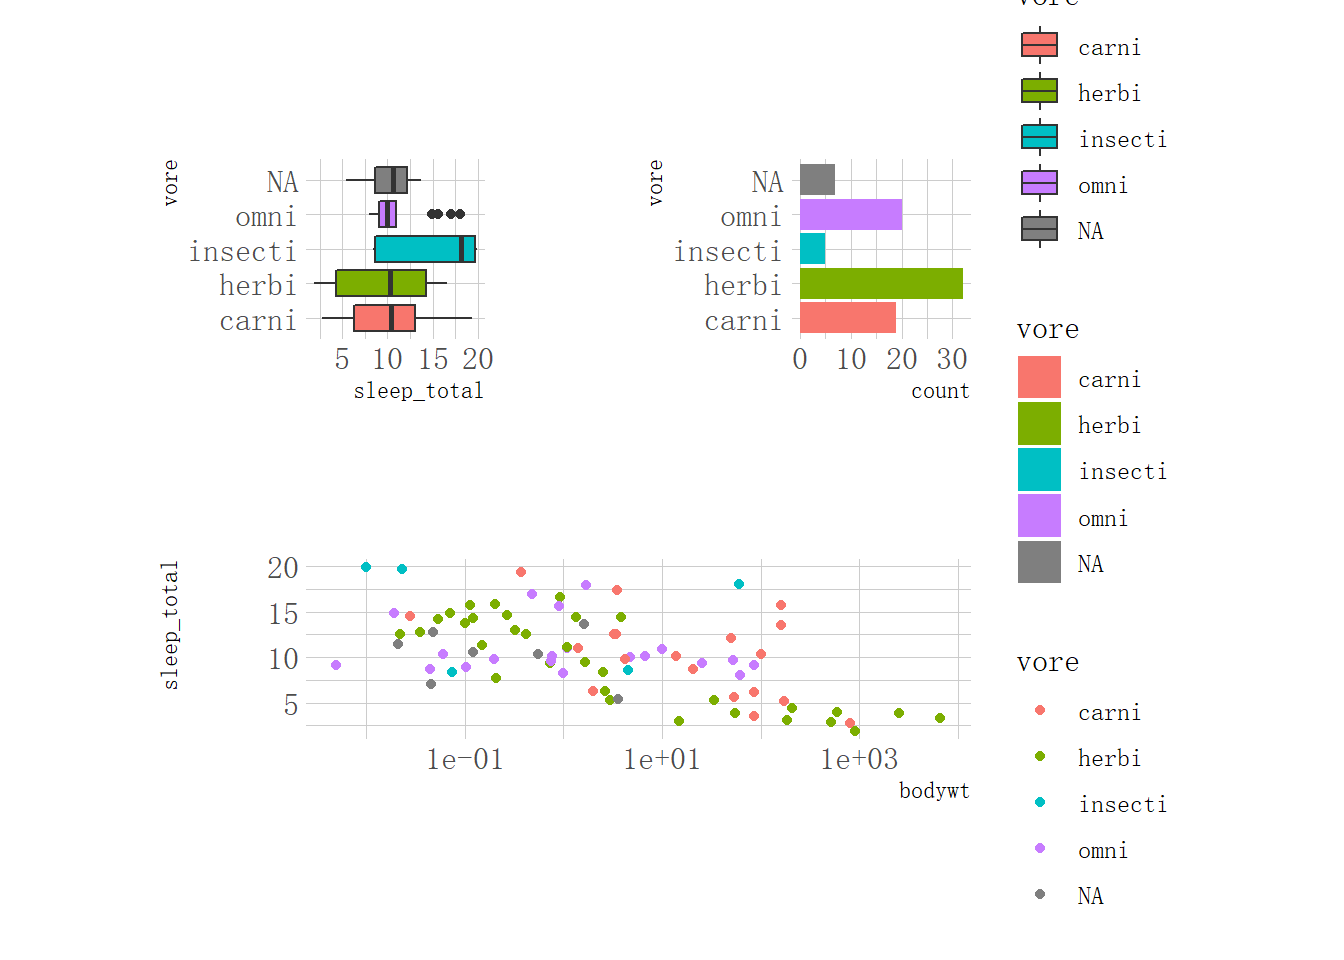 vore
carni
herbi
insecti
omni
NA
vore
NA
omni
insecti
herbi
carni
5 10 15 20
sleep_total
vore
NA
omni
insecti
herbi
carni
0 10 20 30
count
vore
carni
herbi
insecti
omni
NA
sleep_total
20
15
10
5
1e-01 1e+01 1e+03
bodywt
vore
carni
herbi
insecti
omni
NA